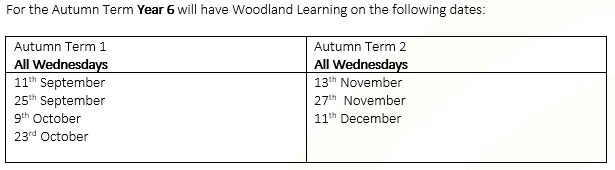 For the Autumn Term Year 6 will have Woodland Learning on the following dates:
Autumn Term 1
All Wednesdays
11th September
25th September
9th October
23rd October
Autumn Term 2
All Wednesdays
13th November
27th November
11th December